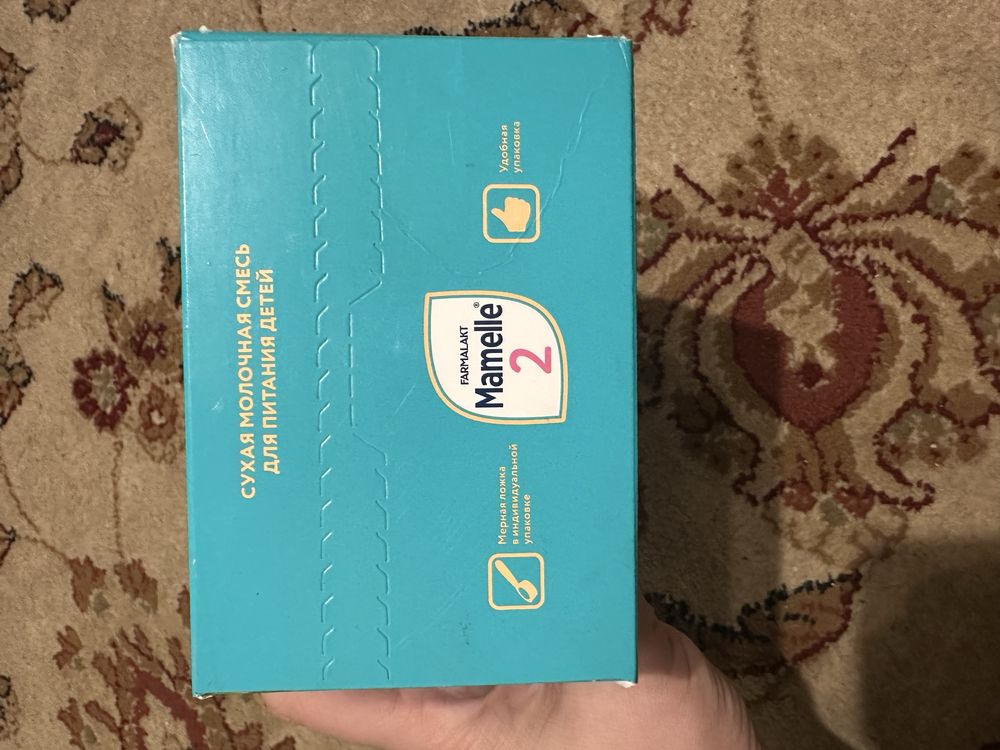 СУХАЯ МОЛОЧНАЯ СМЕСЬ
ДЛЯ ПИТАНИЯ ДЕТЕЙ
FARMALAKT
Mamelle®
2
Мерная ложка
в индивидуальной
упаковке
Удобная
упаковка